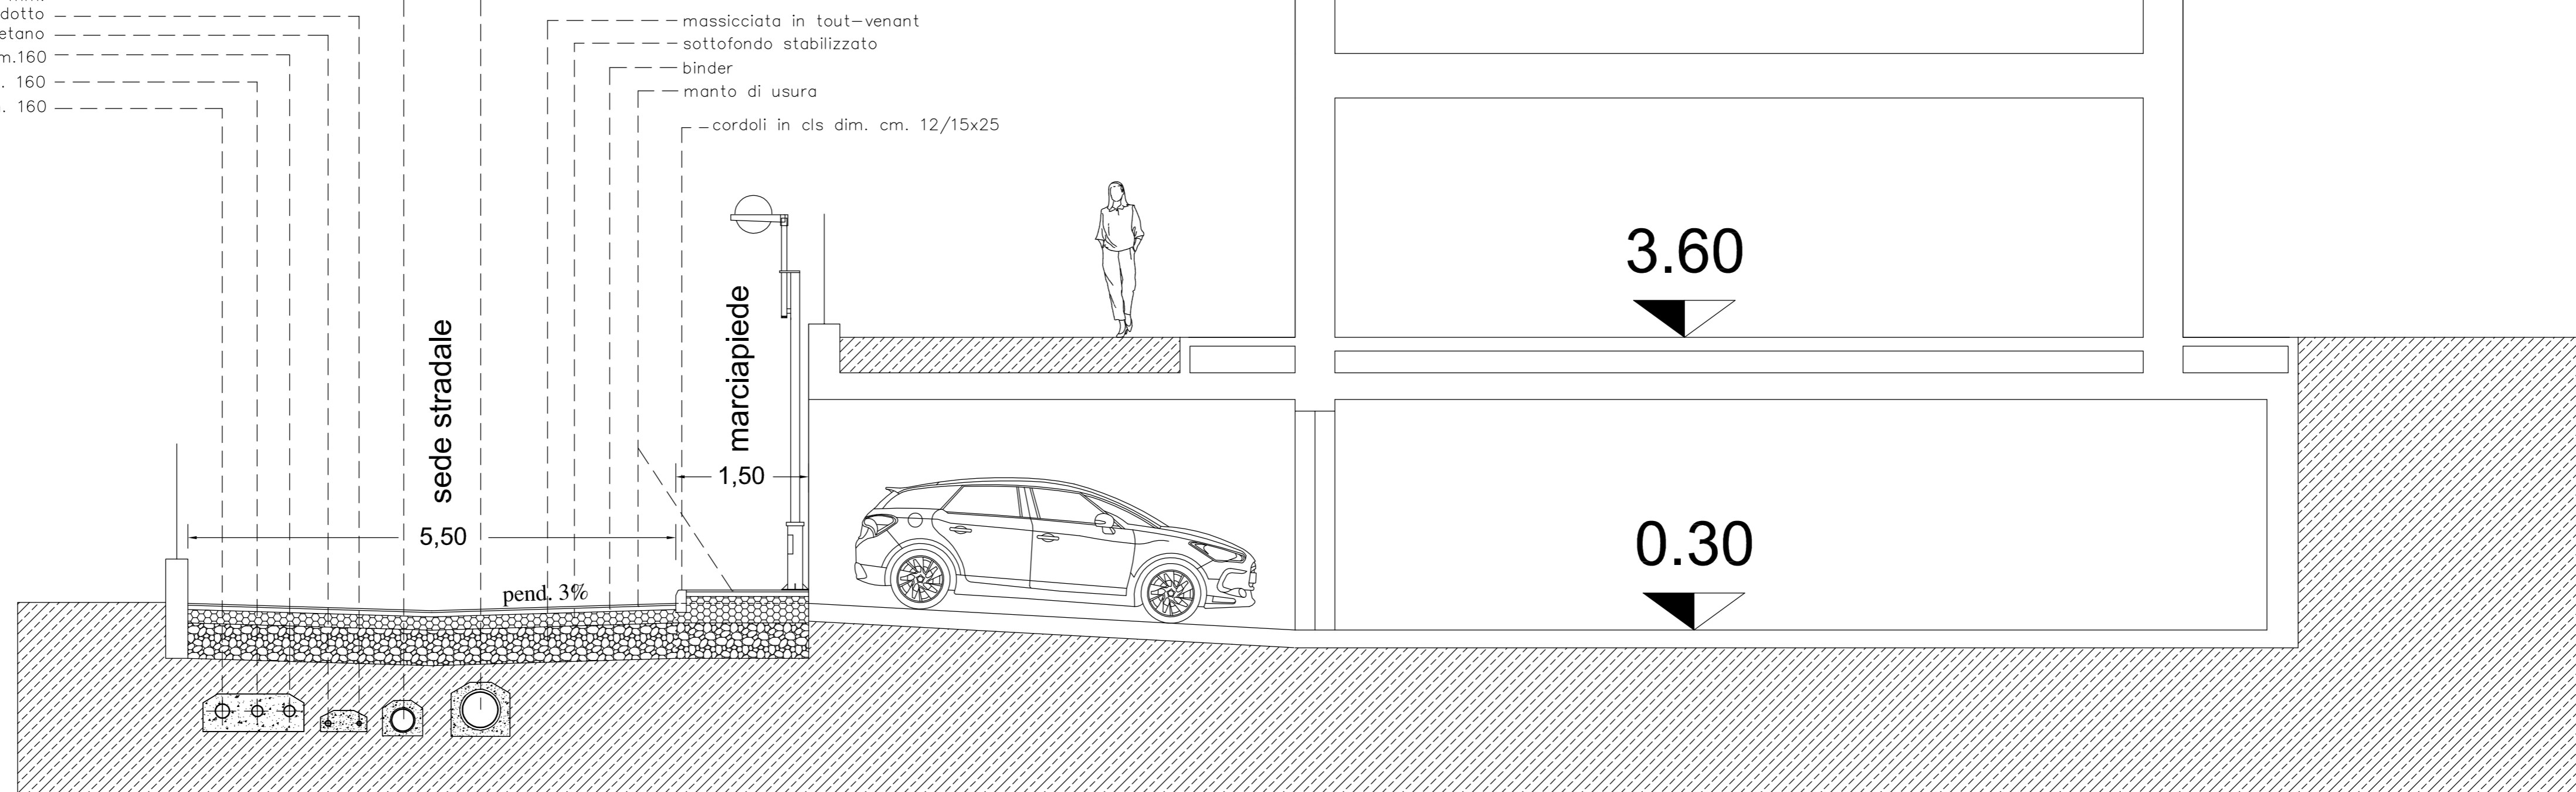 dotto
etano
m.160
. 160
. 160
massicciata in tout-venant
sottofondo stabilizzato
binder
manto di usura
cordoli in cls dim. cm. 12/15x25
sede stradale
marciapiede
5,50
1,50
pend. 3%
3.60
0.30